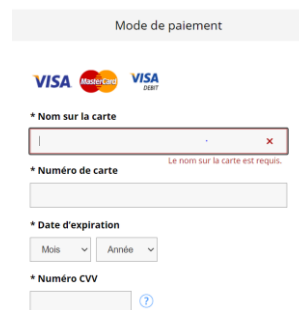 Mode de paiement
VISA MasterCard VISA DEBIT
* Nom sur la carte
Le nom sur la carte est requis.
* Numéro de carte
* Date d'expiration
Mois Année
* Numéro CVV
?